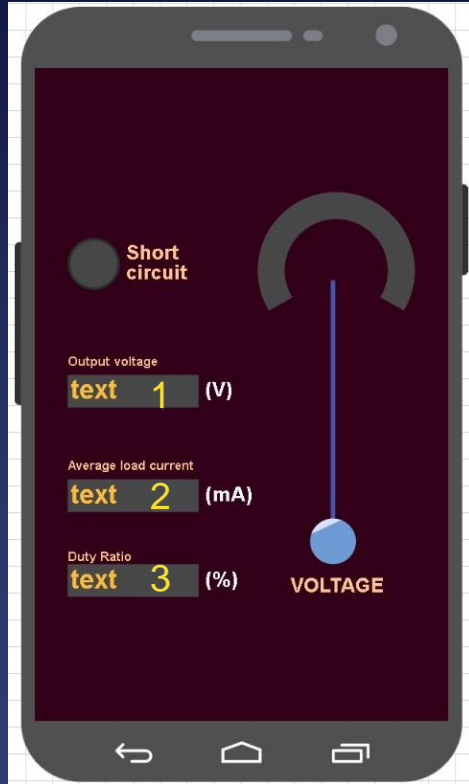 Short
circuit
Output voltage
text 1 (V)
Average load current
text 2 (mA)
Duty Ratio
text 3 (%)
VOLTAGE